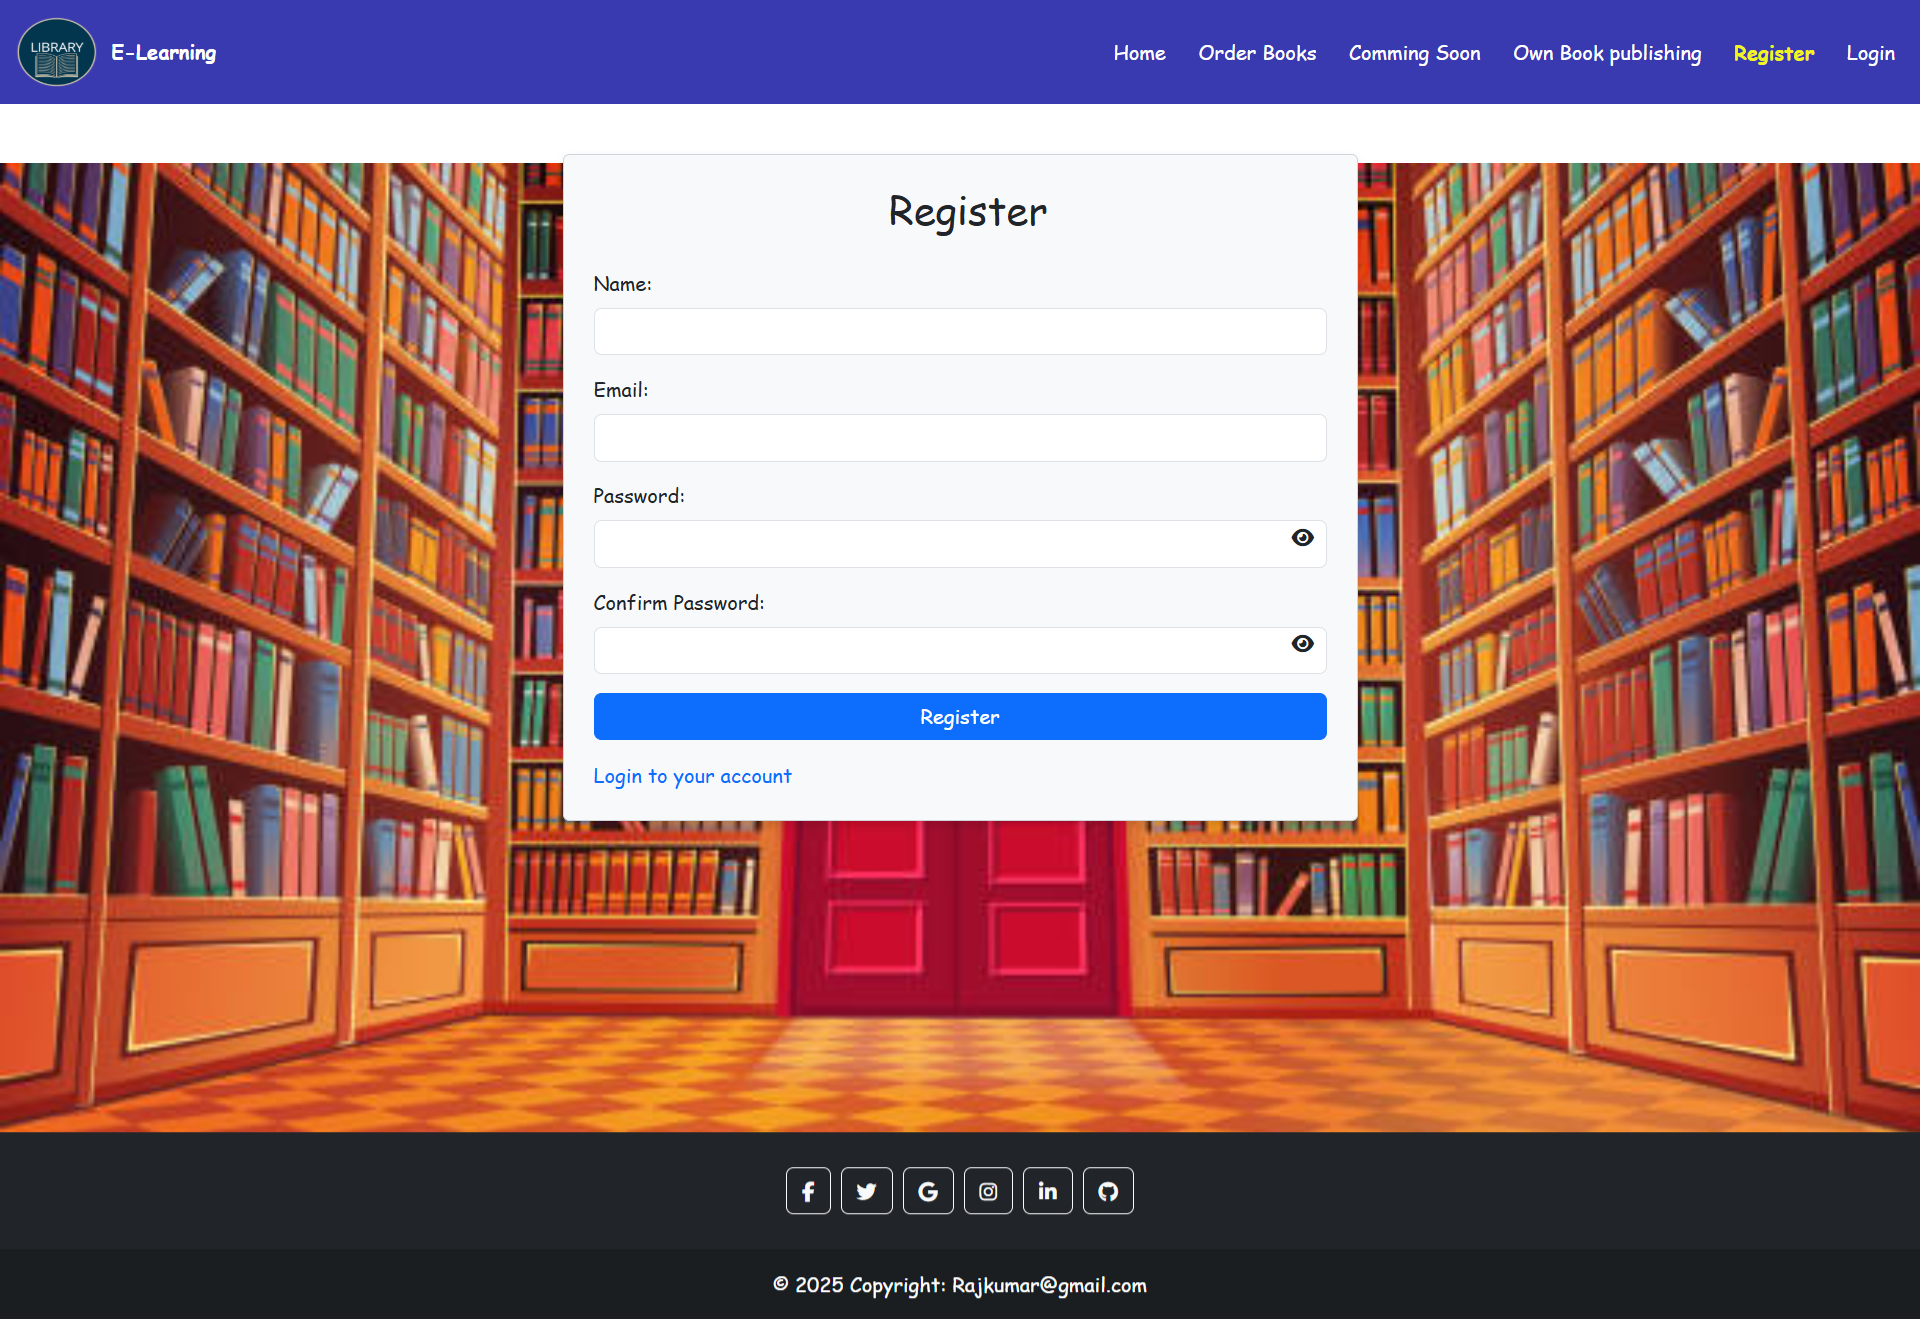 LIBRARY
E-Learning
Home
Order Books
Comming Soon
Own Book publishing
Register
Login
Register
Name:
Email:
Password:
Confirm Password:
Register
Login to your account
© 2025 Copyright: Rajkumar@gmail.com